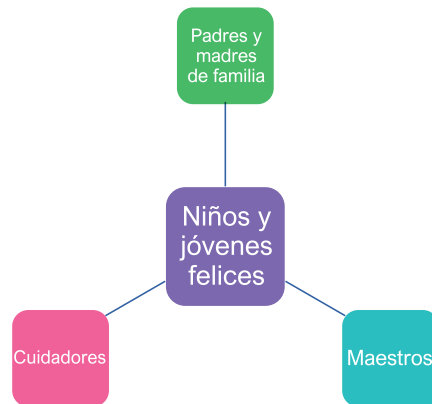 Padres y
madres
de familia
Niños y
jóvenes
felices
Cuidadores
Maestros